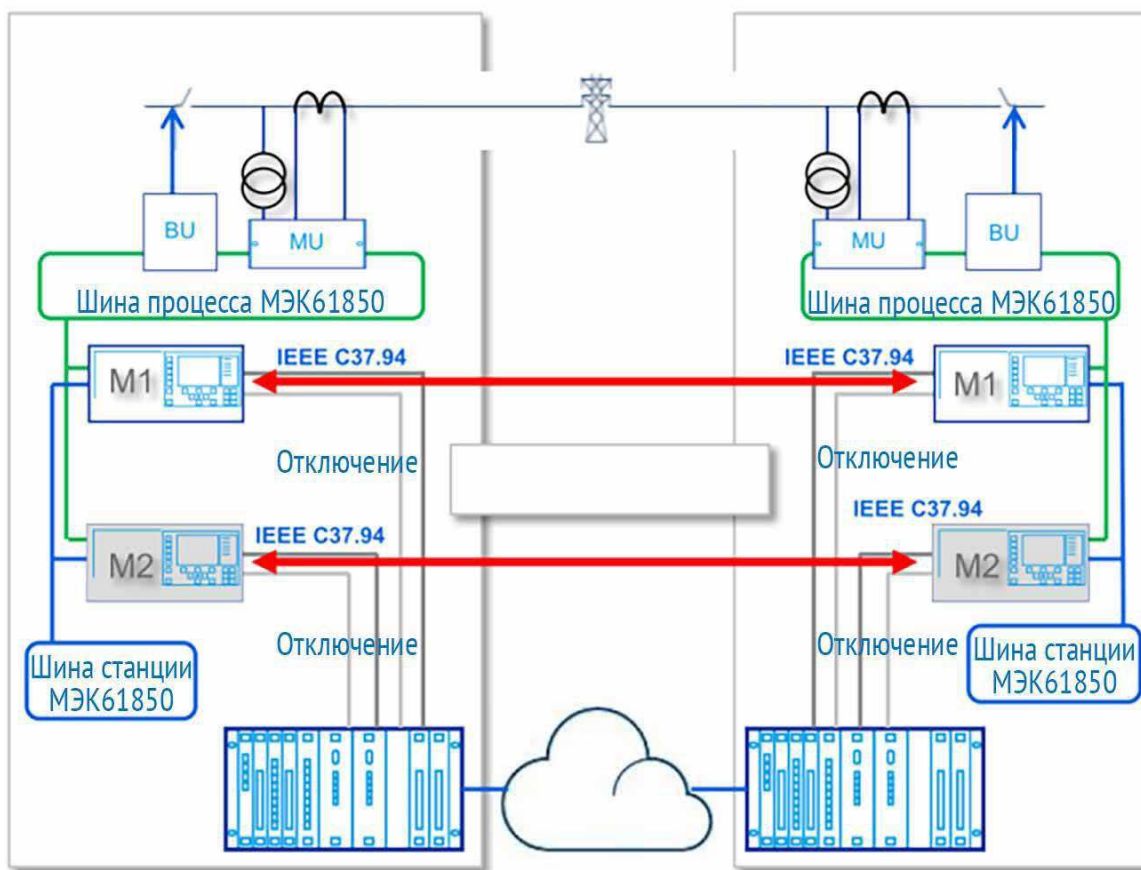 BU
MU
MU
BU
Шина процесса МЭК61850
Шина процесса МЭК61850
M1
IEEE C37.94
IEEE C37.94
M1
Отключение
Отключение
M2
IEEE C37.94
IEEE C37.94
M2
Отключение
Отключение
Шина станции
МЭК61850
Шина станции
МЭК61850